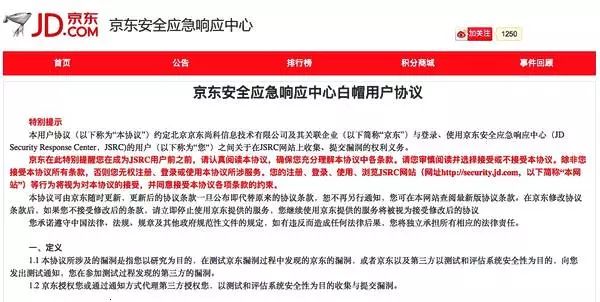 JD.COM 京东 京东安全应急响应中心
加关注 1250
首页 公告 排行榜 积分商城 事件回顾
京东安全应急响应中心白帽用户协议
特别提示
本用户协议（以下称为“本协议”）约定北京京东尚科信息技术有限公司及其关联企业（以下简称“京东”）与登录、使用京东安全应急响应中心（JD
Security Response Center，JSRC)的用户（以下称为“您”）之间关于在JSRC网站上收集、提交漏洞的权利义务。
京东在此特别提醒您在成为JSRC用户前之前，请认真阅读本协议，确保您充分理解本协议中各条款。请您审慎阅读并选择接受或不接受本协议。除非您
接受本协议所有条款，否则您无权注册、登录或使用本协议所涉服务。您的注册、登录、使用、浏览JSRC网站（网址http://security.jd.com，以下简称“本网
站”）等行为将视为对本协议的接受，并同意接受本协议各项条款的约束。
本协议可由京东随时更新，更新后的协议条款一旦公布即代替原来的协议条款，恕不再另行通知，您可在本网站查阅最新版协议条款，在京东修改协议
条款后，如果您不接受修改后的条款，请立即停止使用京东提供的服务，您继续使用京东提供的服务将被视为接受修改后的协议
您承诺遵守中国法律、法规、规章及其他政府规范性文件的规定，如有违反而造成任何法律后果，您将独立承担所有相应的法律责任。
一、定义
1.1 本协议所涉及的漏洞是指您以研究为目的，在测试京东漏洞过程中发现的京东的漏洞，或者京东以及第三方以测试和评估系统安全性为目的，向您
发出测试通知，您在参加测试过程发现的第三方的漏洞。
1.2 京东授权您或通过通知方式代理第三方授权您，以测试和评估系统安全性为目的收集与提交漏洞。